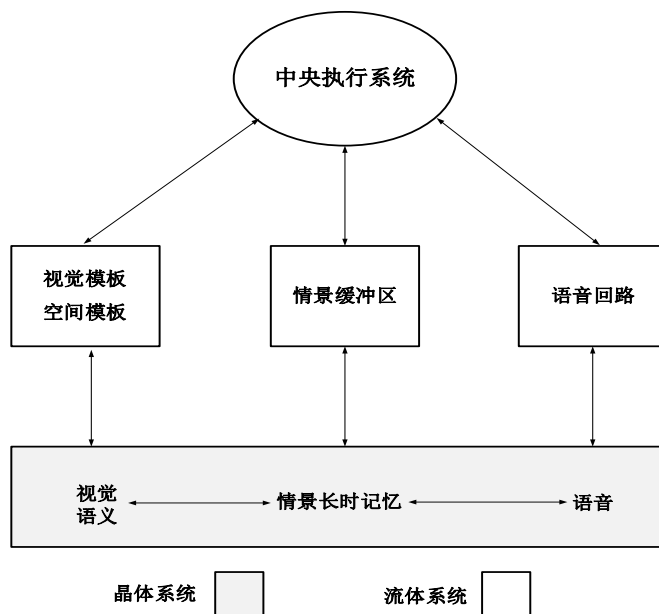 中央执行系统
视觉模板
空间模板
情景缓冲区
语音回路
视觉
语义
情景长时记忆
语音
晶体系统
流体系统